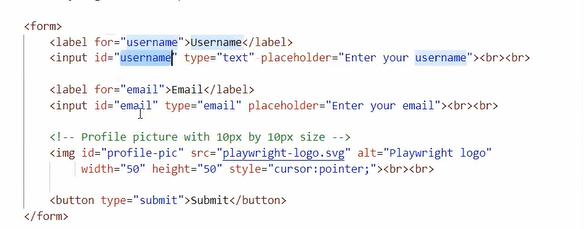 <form>
<label for="username">Username</label>
<input id="username" type="text" placeholder="Enter your username"><br><br>
<label for="email">Email</label>
<input id="email" type="email" placeholder="Enter your email"><br><br>
<!-- Profile picture with 10px by 10px size -->
<img id="profile-pic" src="playwright-logo.svg" alt="Playwright logo"
width="50" height="50" style="cursor:pointer;"><br><br>
<button type="submit">Submit</button>
</form>